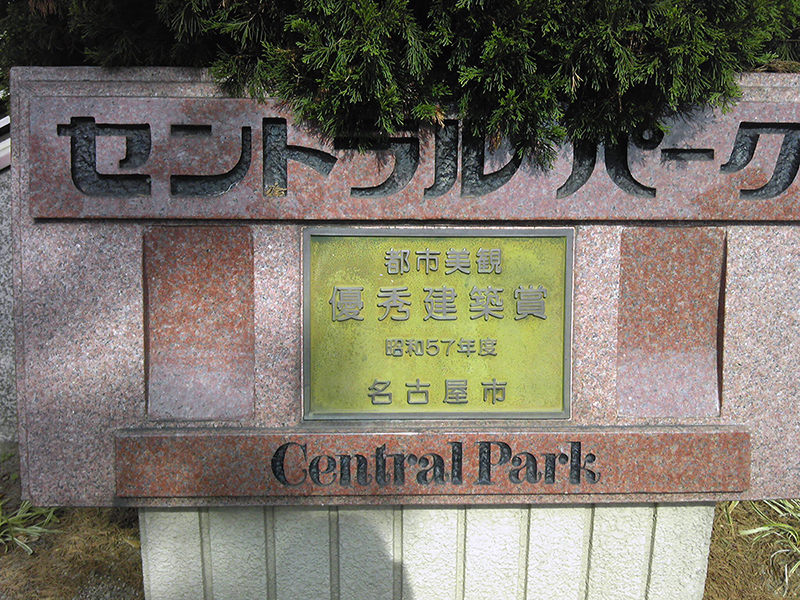 セントラルパーク
都市美観
優秀建築賞
昭和57年度
名古屋市
Central Park